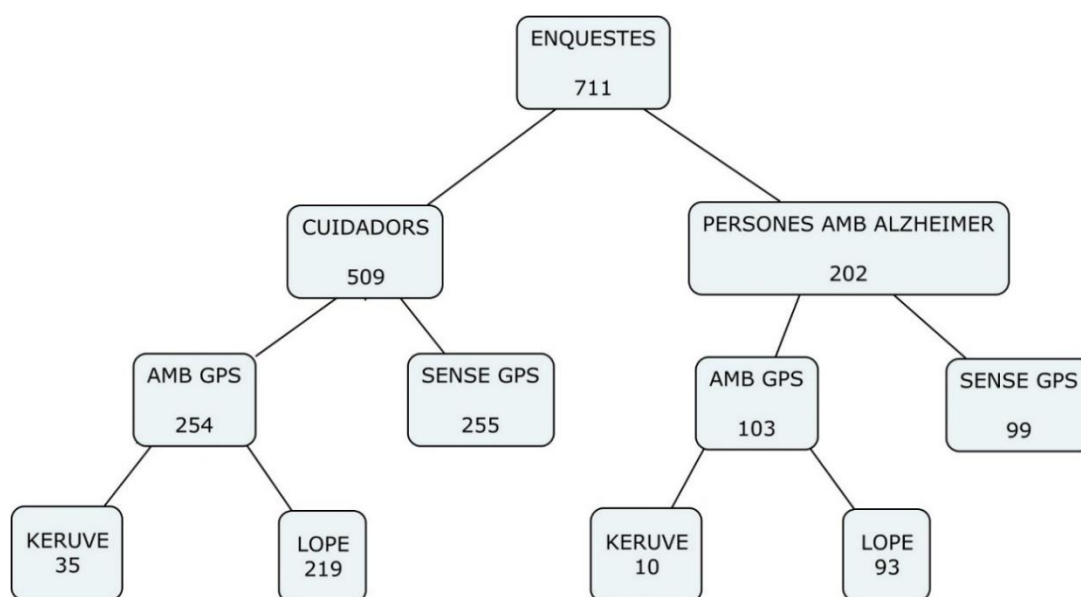 ENQUESTES
711
CUIDADORS
509
PERSONES AMB ALZHEIMER
202
AMB GPS
254
SENSE GPS
255
AMB GPS
103
SENSE GPS
99
KERUVE
35
LOPE
219
KERUVE
10
LOPE
93